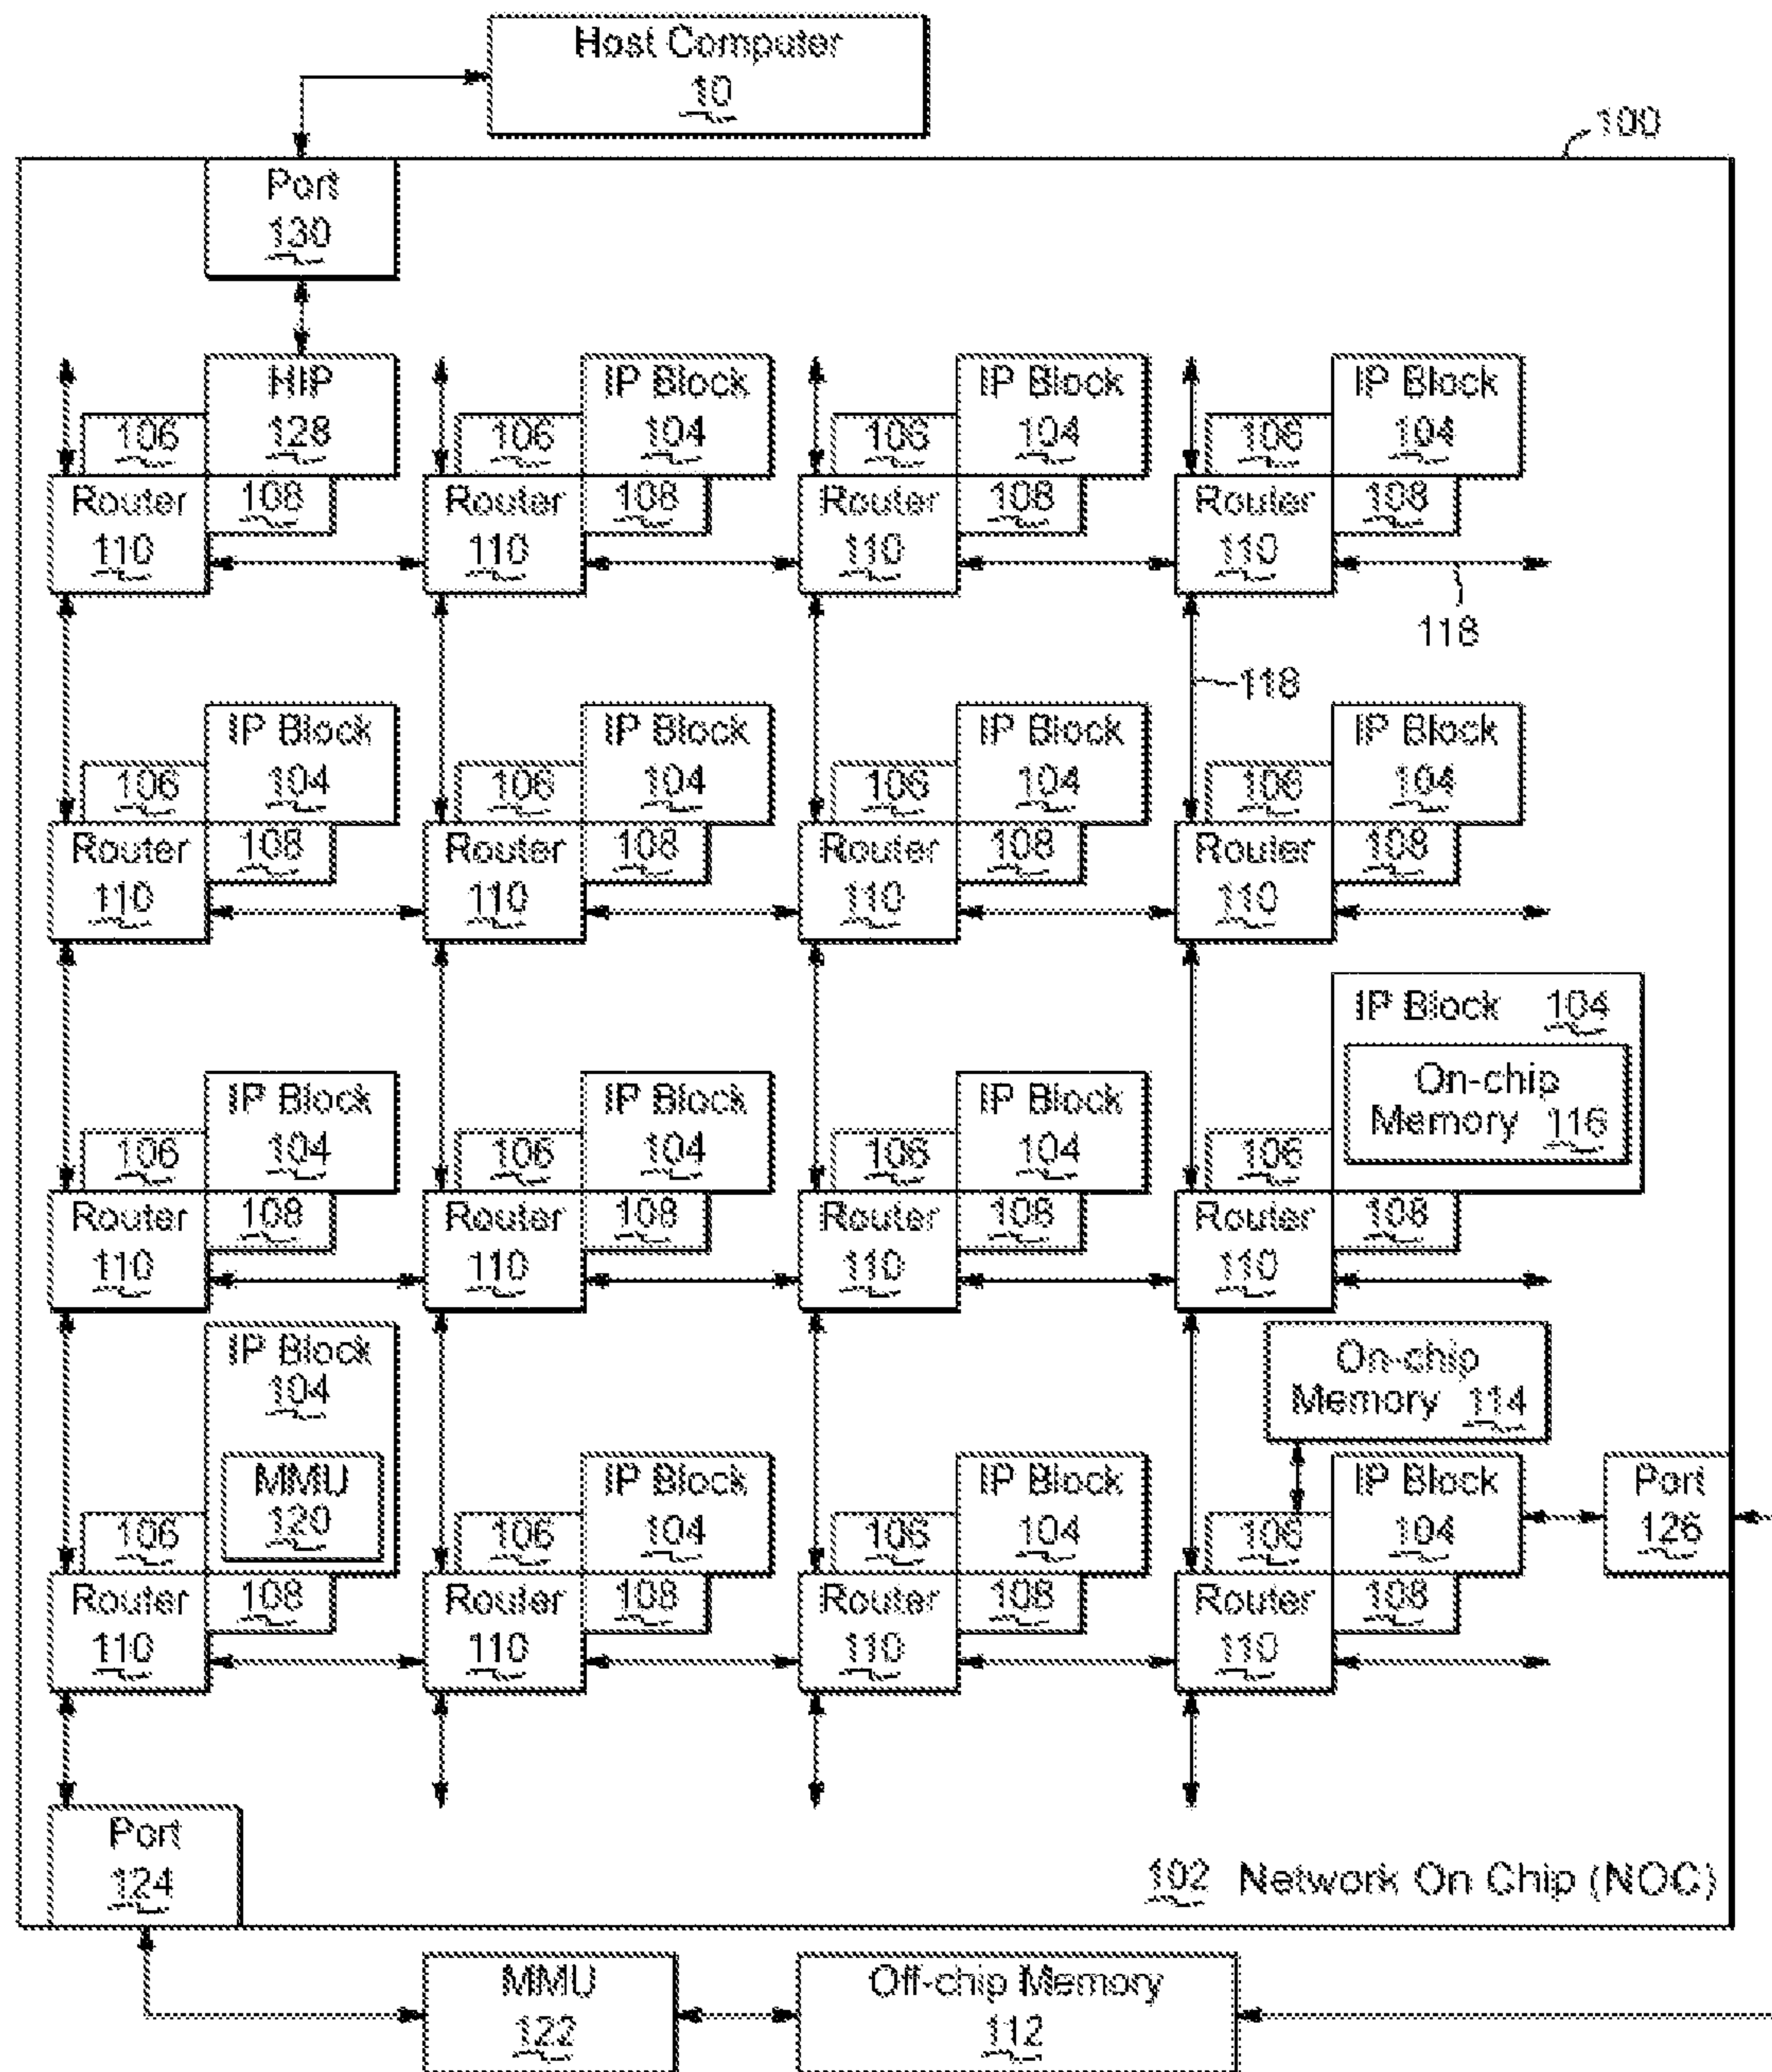 Host Computer
10
100
Port
130
HIP
128
IP Block
104
IP Block
104
IP Block
104
106
106
106
106
Router
110
108
Router
110
108
Router
110
108
Router
110
108
118
118
IP Block
104
IP Block
104
IP Block
104
IP Block
104
106
106
106
106
Router
110
108
Router
110
108
Router
110
108
Router
110
108
IP Block 104
On-chip
Memory 116
IP Block
104
IP Block
104
IP Block
104
106
106
106
106
Router
110
108
Router
110
108
Router
110
108
Router
110
108
IP Block
104
MMU
120
On-chip
Memory 114
IP Block
104
IP Block
104
IP Block
104
Port
126
106
106
106
106
Router
110
108
Router
110
108
Router
110
108
Router
110
108
Port
124
102 Network On Chip (NOC)
MMU
122
Off-chip Memory
112